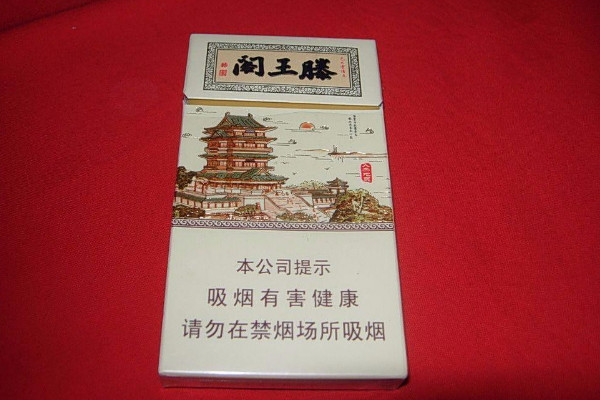 滕王閣
本公司提示
吸烟有害健康
请勿在禁烟场所吸烟